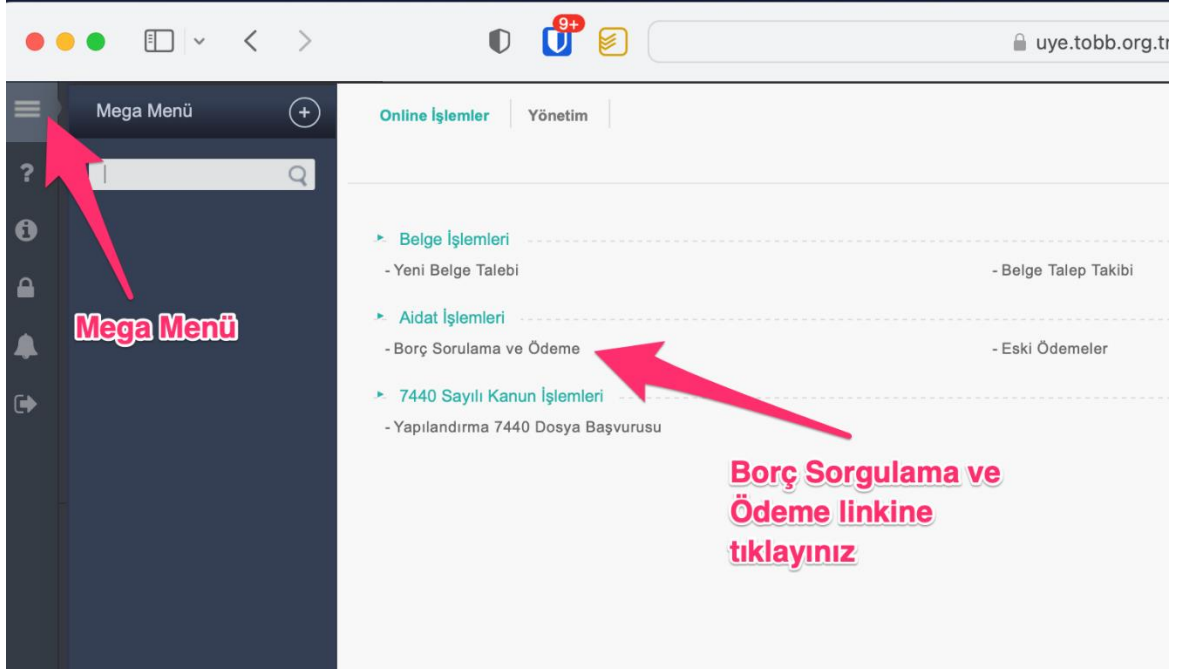 9+
uye.tobb.org.tr
Mega Menü
Online İşlemler
Yönetim
Belge İşlemleri
- Yeni Belge Talebi
- Belge Talep Takibi
Aidat İşlemleri
- Borç Sorulama ve Ödeme
- Eski Ödemeler
7440 Sayılı Kanun İşlemleri
- Yapılandırma 7440 Dosya Başvurusu
Mega Menü
Borç Sorgulama ve
Ödeme linkine
tıklayınız